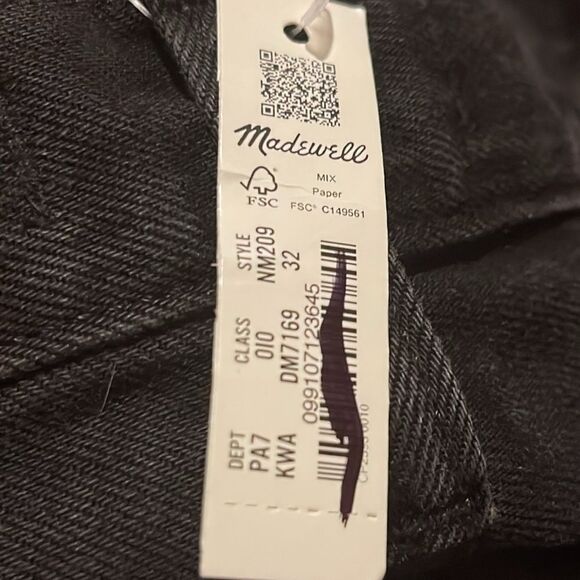 Madewell
MIX
Paper
FSC
FSC® C149561
DEPT CLASS STYLE
PA7 010 NM209
KWA DM7169 32
099107123645